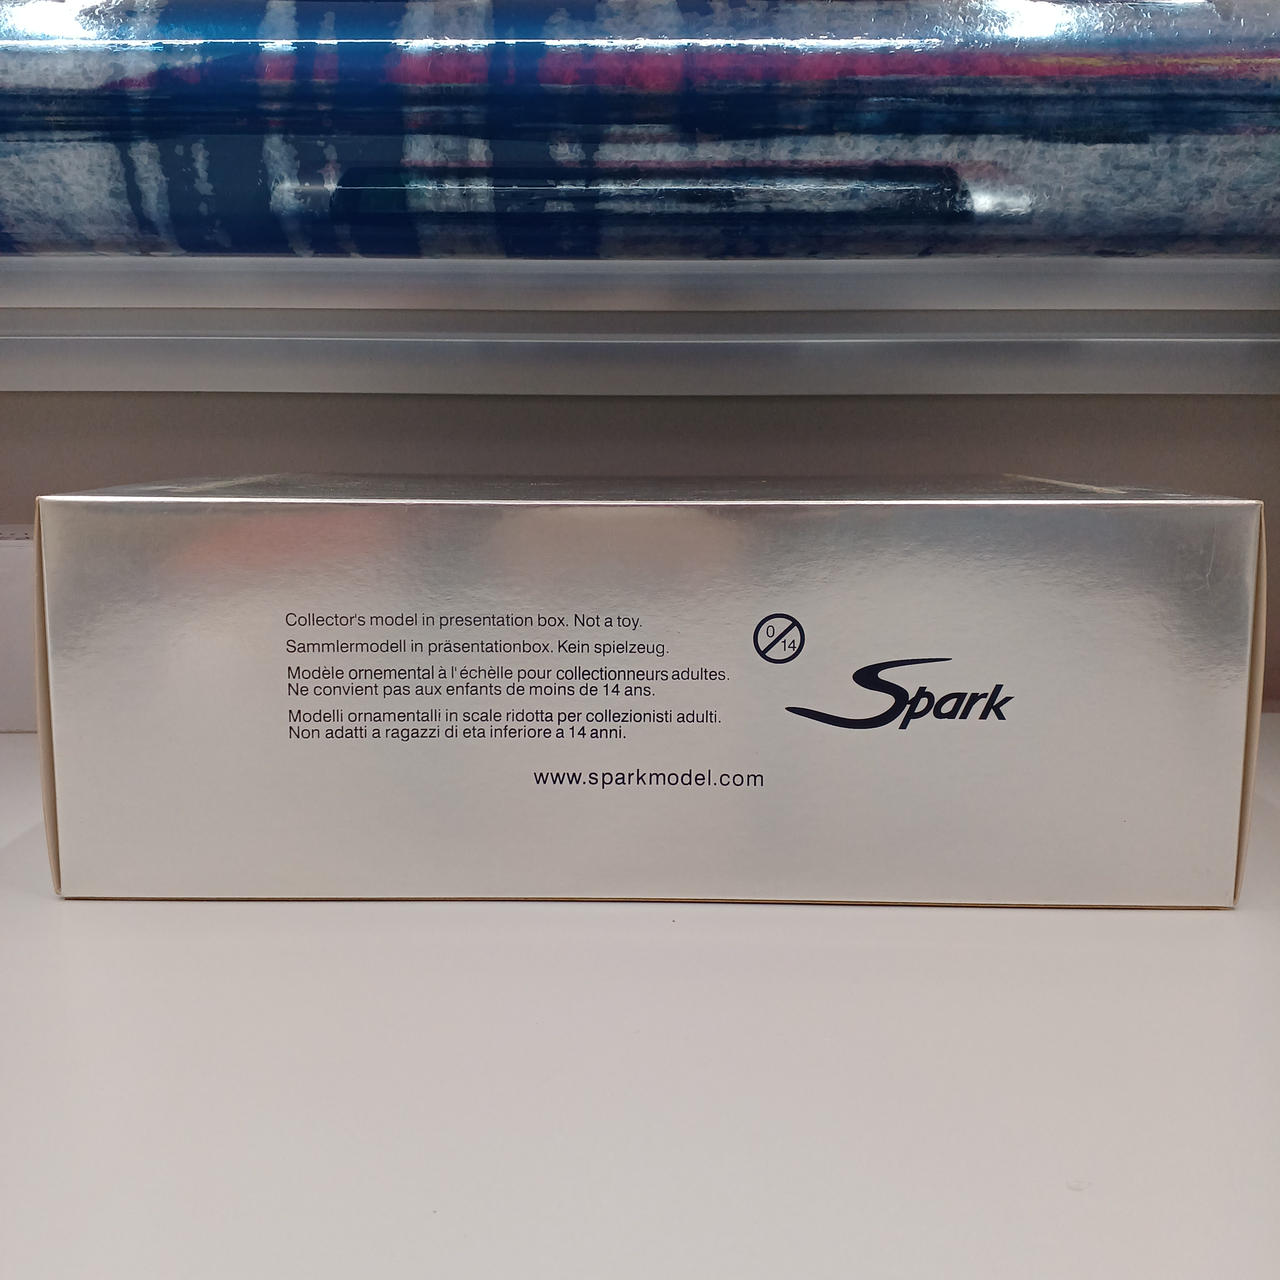 Collector's model in presentation box. Not a toy.
Sammlermodell in präsentationbox. Kein spielzeug.
Modèle ornemental à l'échèlle pour collectionneurs adultes.
Ne convient pas aux enfants de moins de 14 ans.
Modelli ornamentalli in scale ridotta per collezionisti adulti.
Non adatti a ragazzi di eta inferiore a 14 anni.
0 14
Spark
www.sparkmodel.com